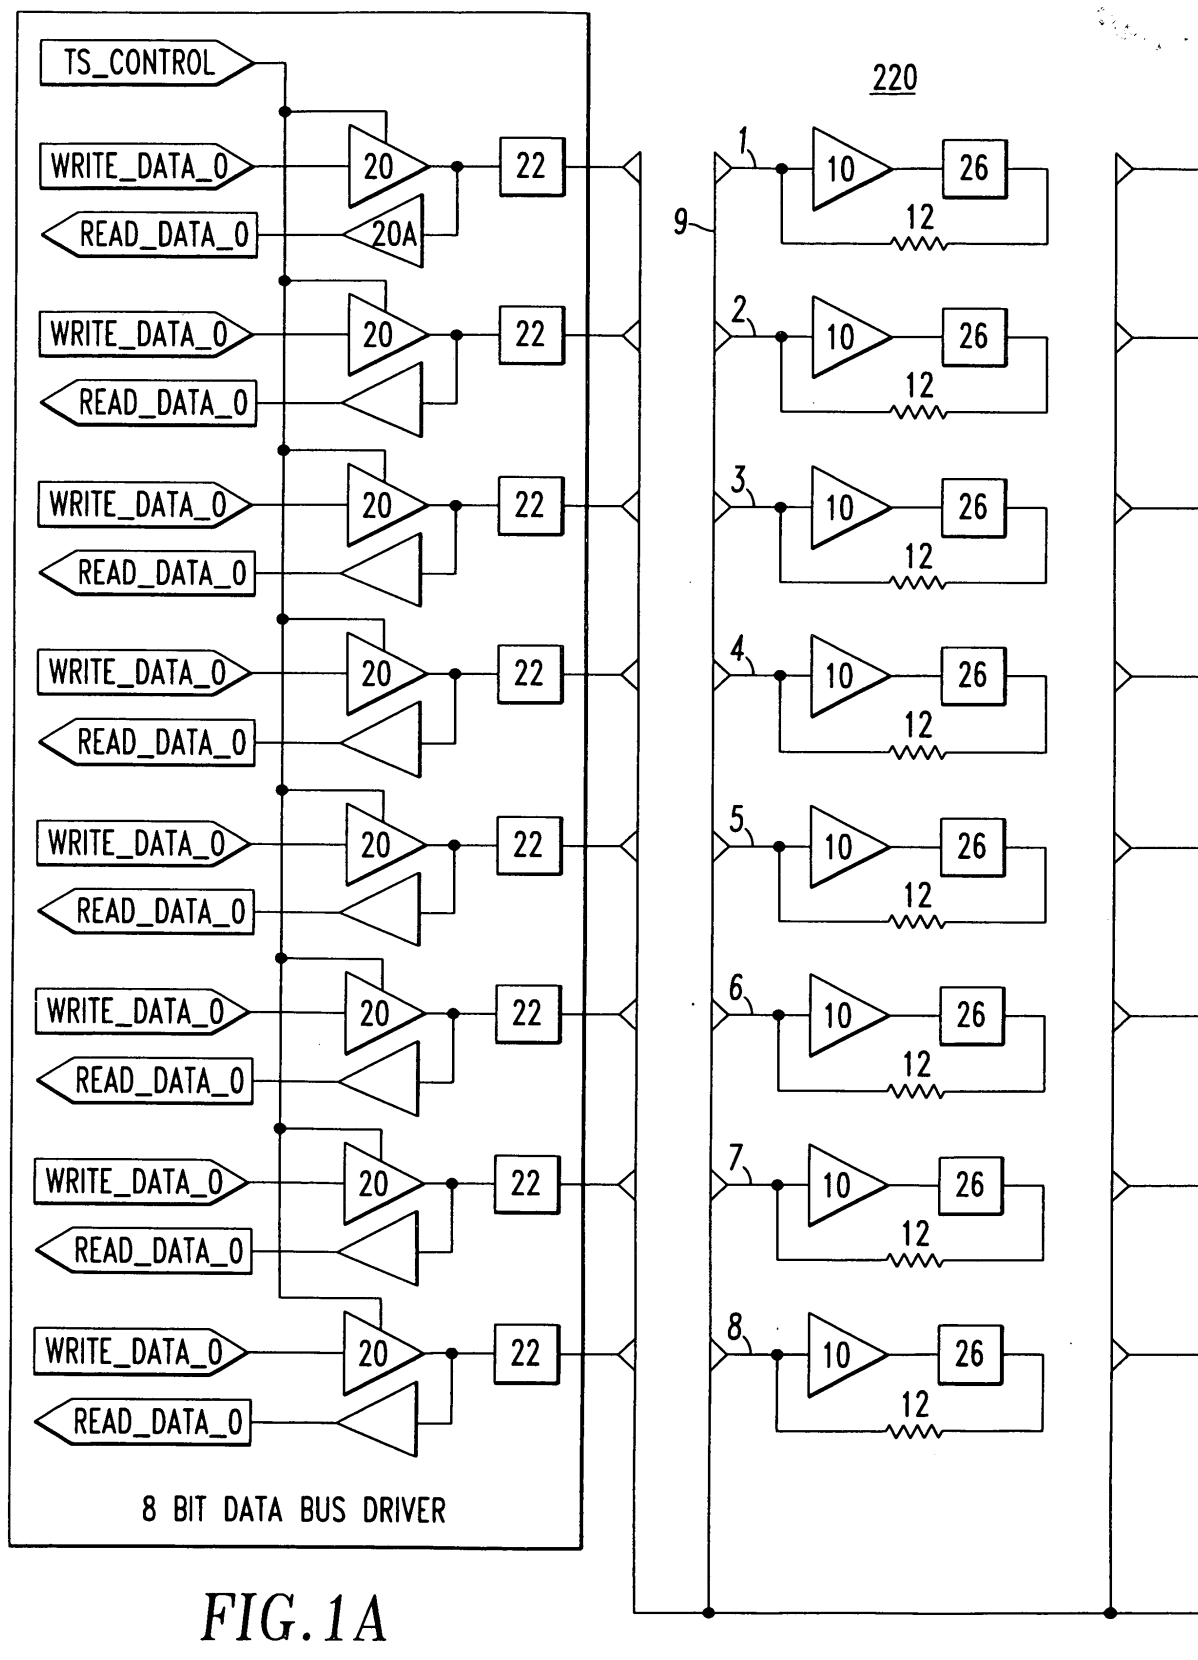 TS_CONTROL
220
WRITE_DATA_0 20 22 1 10 26
READ_DATA_0 20A 9 12
WRITE_DATA_0 20 22 2 10 26
READ_DATA_0 12
WRITE_DATA_0 20 22 3 10 26
READ_DATA_0 12
WRITE_DATA_0 20 22 4 10 26
READ_DATA_0 12
WRITE_DATA_0 20 22 5 10 26
READ_DATA_0 12
WRITE_DATA_0 20 22 6 10 26
READ_DATA_0 12
WRITE_DATA_0 20 22 7 10 26
READ_DATA_0 12
WRITE_DATA_0 20 22 8 10 26
READ_DATA_0 12
8 BIT DATA BUS DRIVER
FIG.1A